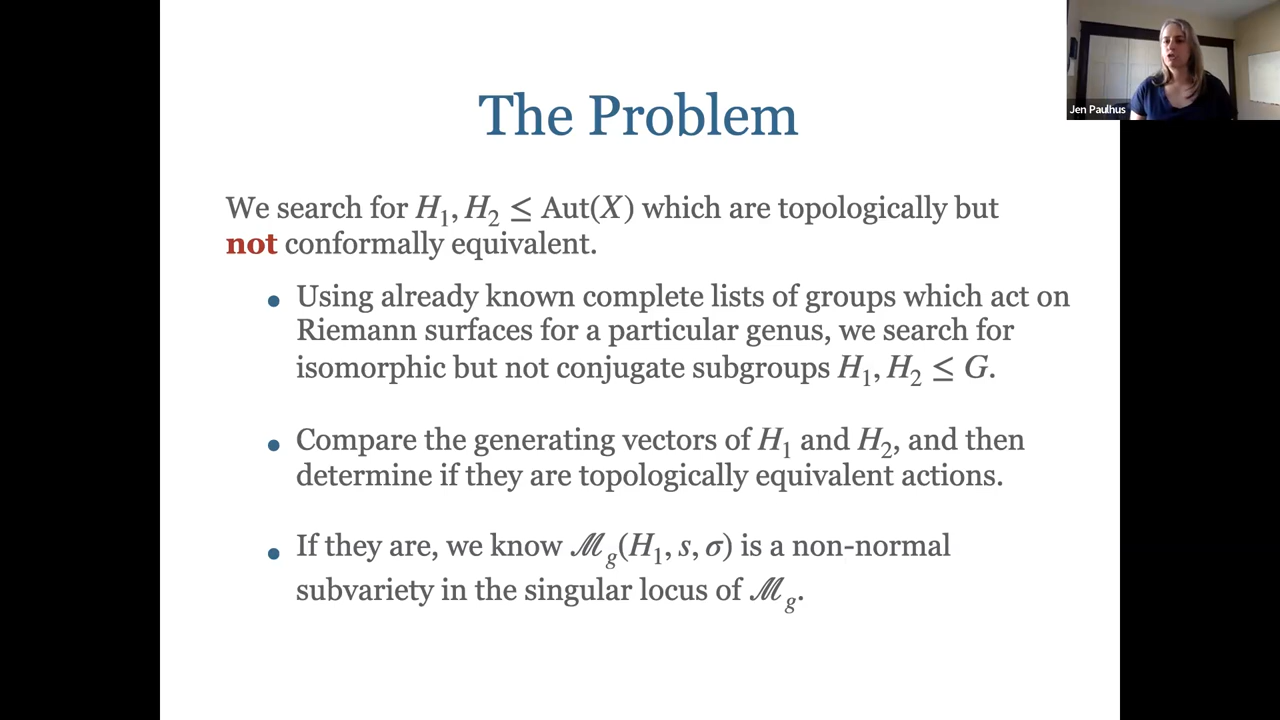 Jen Paulhus
The Problem
We search for H₁, H₂ ≤ Aut(X) which are topologically but
not conformally equivalent.
• Using already known complete lists of groups which act on
Riemann surfaces for a particular genus, we search for
isomorphic but not conjugate subgroups H₁, H₂ ≤ G.
• Compare the generating vectors of H₁ and H₂, and then
determine if they are topologically equivalent actions.
• If they are, we know ℳ_g(H₁, s, σ) is a non-normal
subvariety in the singular locus of ℳ_g.